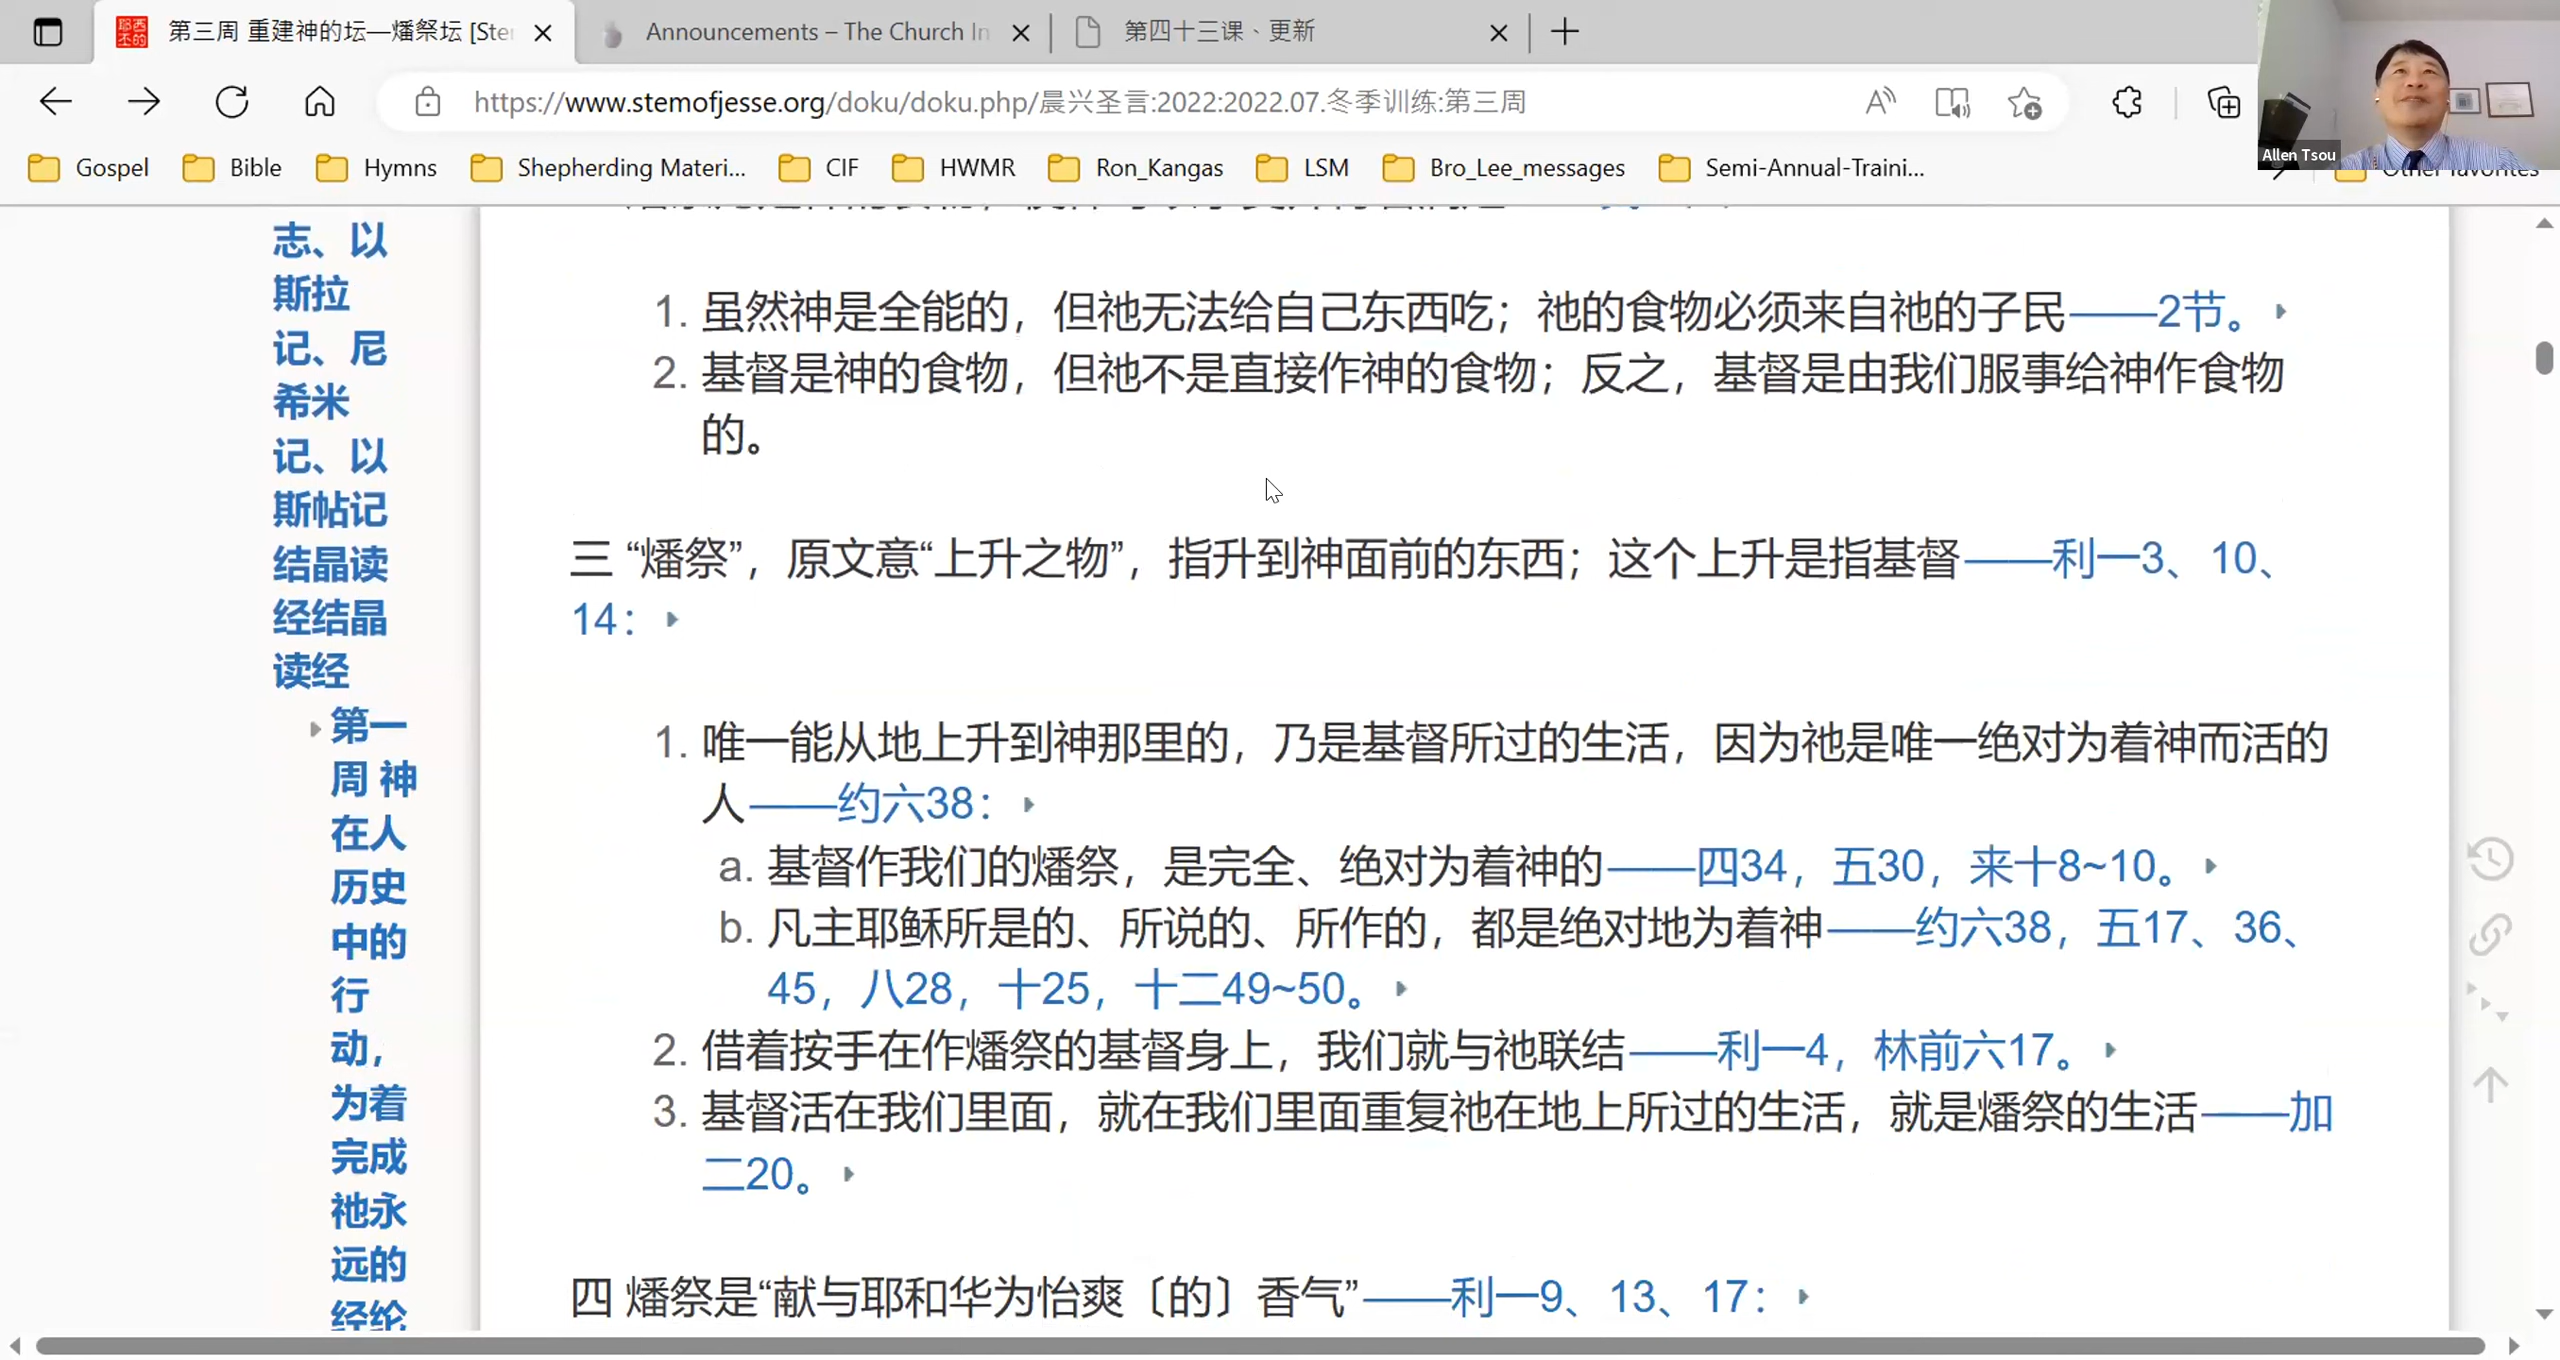 第三周 重建神的坛—燔祭坛 [Ste
Announcements – The Church In
第四十三课、更新
https://www.stemofjesse.org/doku/doku.php/晨兴圣言:2022:2022.07.冬季训练:第三周
Allen Tsou
Gospel
Bible
Hymns
Shepherding Materi...
CIF
HWMR
Ron_Kangas
LSM
Bro_Lee_messages
Semi-Annual-Traini...
Other favorites
志、以
斯拉
记、尼
希米
记、以
斯帖记
结晶读
经结晶
读经
第一
周 神
在人
历史
中的
行
动，
为着
完成
祂永
远的
经纶
1. 虽然神是全能的，但祂无法给自己东西吃；祂的食物必须来自祂的子民——2节。
2. 基督是神的食物，但祂不是直接作神的食物；反之，基督是由我们服事给神作食物
的。
三 “燔祭”，原文意“上升之物”，指升到神面前的东西；这个上升是指基督——利一3、10、
14：
1. 唯一能从地上升到神那里的，乃是基督所过的生活，因为祂是唯一绝对为着神而活的
人——约六38：
a. 基督作我们的燔祭，是完全、绝对为着神的——四34，五30，来十8~10。
b. 凡主耶稣所是的、所说的、所作的，都是绝对地为着神——约六38，五17、36、
45，八28，十25，十二49~50。
2. 借着按手在作燔祭的基督身上，我们就与祂联结——利一4，林前六17。
3. 基督活在我们里面，就在我们里面重复祂在地上所过的生活，就是燔祭的生活——加
二20。
四 燔祭是“献与耶和华为怡爽〔的〕香气”——利一9、13、17：